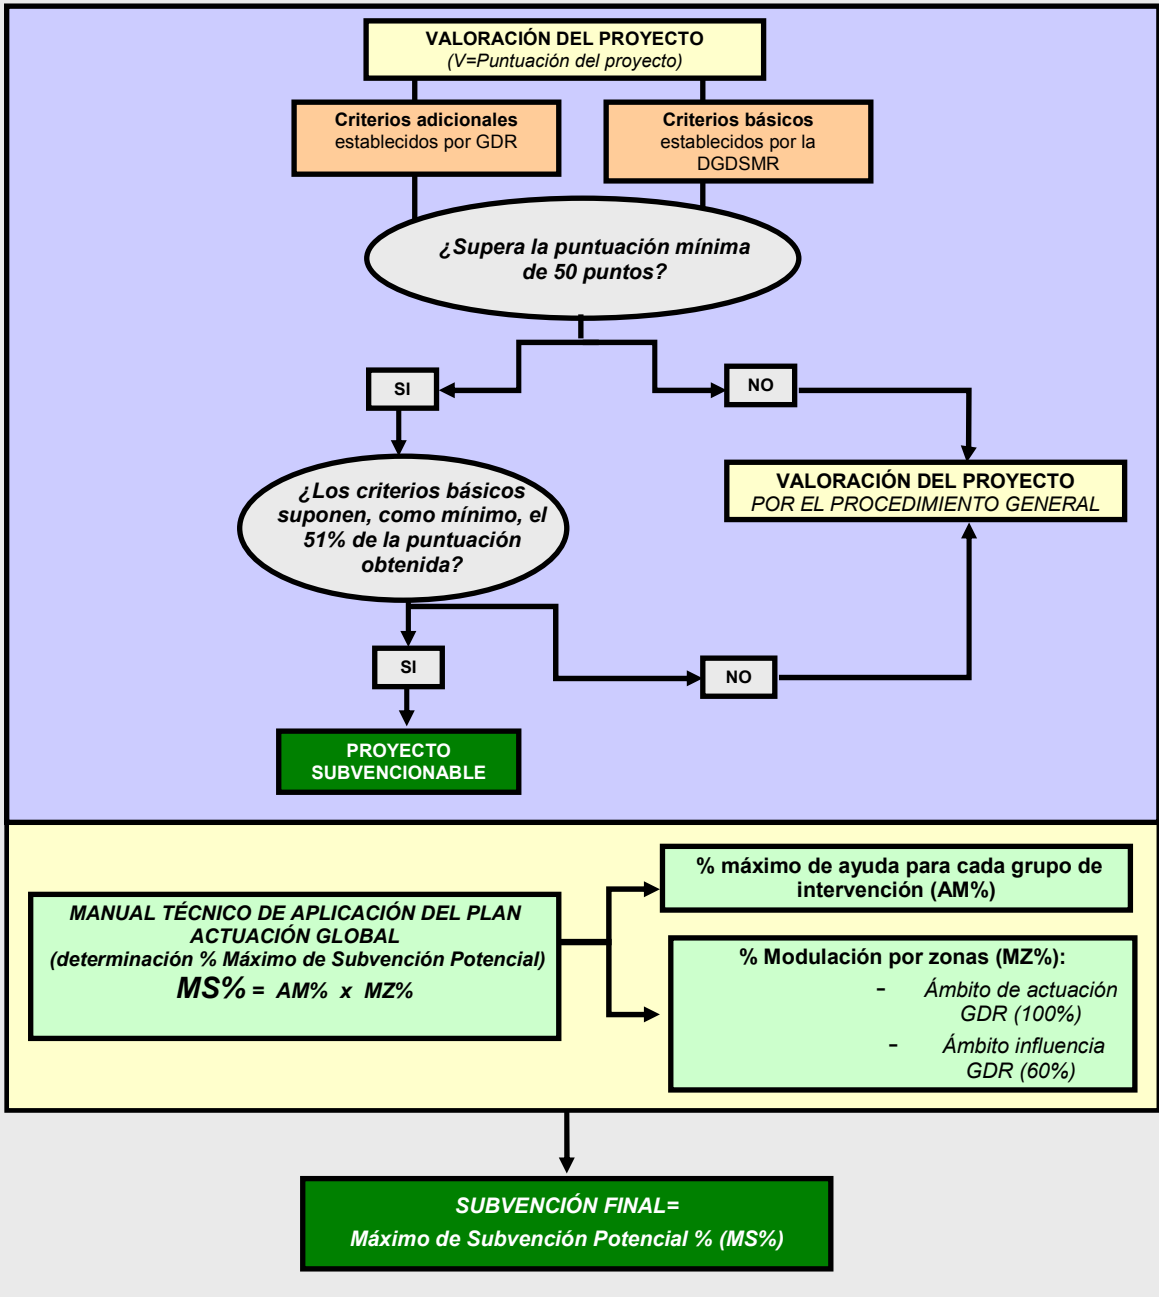 VALORACIÓN DEL PROYECTO
(V=Puntuación del proyecto)
Criterios adicionales
establecidos por GDR
Criterios básicos
establecidos por la
DGDSMR
¿Supera la puntuación mínima
de 50 puntos?
SI
NO
¿Los criterios básicos
suponen, como mínimo, el
51% de la puntuación
obtenida?
VALORACIÓN DEL PROYECTO
POR EL PROCEDIMIENTO GENERAL
SI
NO
PROYECTO
SUBVENCIONABLE
MANUAL TÉCNICO DE APLICACIÓN DEL PLAN
ACTUACIÓN GLOBAL
(determinación % Máximo de Subvención Potencial)
MS% = AM% x MZ%
% máximo de ayuda para cada grupo de
intervención (AM%)
% Modulación por zonas (MZ%):
- Ámbito de actuación
GDR (100%)
- Ámbito influencia
GDR (60%)
SUBVENCIÓN FINAL=
Máximo de Subvención Potencial % (MS%)